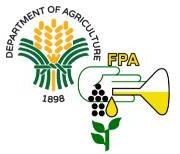 DEPARTMENT OF AGRICULTURE
1898
FPA